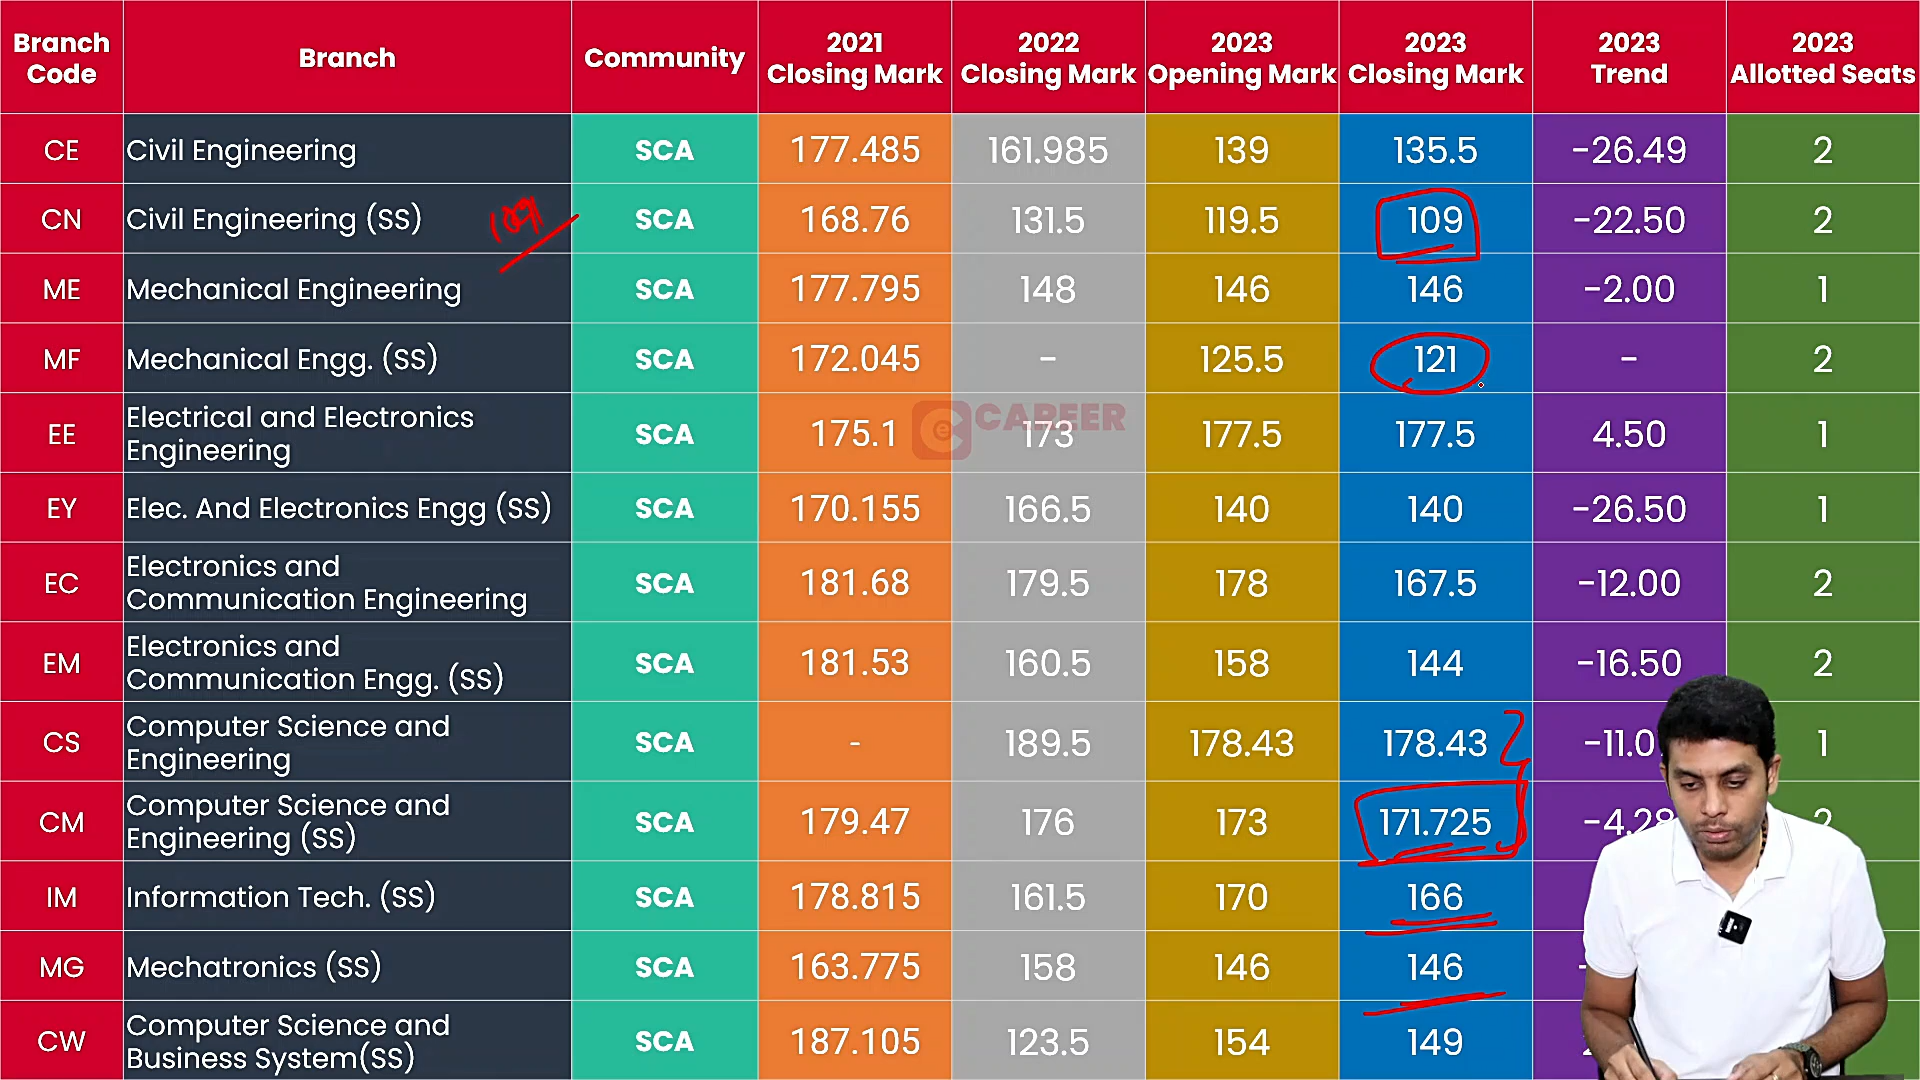 Branch Code
Branch
Community
2021 Closing Mark
2022 Closing Mark
2023 Opening Mark
2023 Closing Mark
2023 Trend
2023 Allotted Seats
CE Civil Engineering SCA 177.485 161.985 139 135.5 -26.49 2
CN Civil Engineering (SS) 109 SCA 168.76 131.5 119.5 109 -22.50 2
ME Mechanical Engineering SCA 177.795 148 146 146 -2.00 1
MF Mechanical Engg. (SS) SCA 172.045 - 125.5 121 - 2
EE Electrical and Electronics Engineering SCA 175.1 173 177.5 177.5 4.50 1
CAREER
EY Elec. And Electronics Engg (SS) SCA 170.155 166.5 140 140 -26.50 1
EC Electronics and Communication Engineering SCA 181.68 179.5 178 167.5 -12.00 2
EM Electronics and Communication Engg. (SS) SCA 181.53 160.5 158 144 -16.50 2
CS Computer Science and Engineering SCA - 189.5 178.43 178.43 -11.0 1
CM Computer Science and Engineering (SS) SCA 179.47 176 173 171.725 -4.28 2
IM Information Tech. (SS) SCA 178.815 161.5 170 166
MG Mechatronics (SS) SCA 163.775 158 146 146
CW Computer Science and Business System(SS) SCA 187.105 123.5 154 149